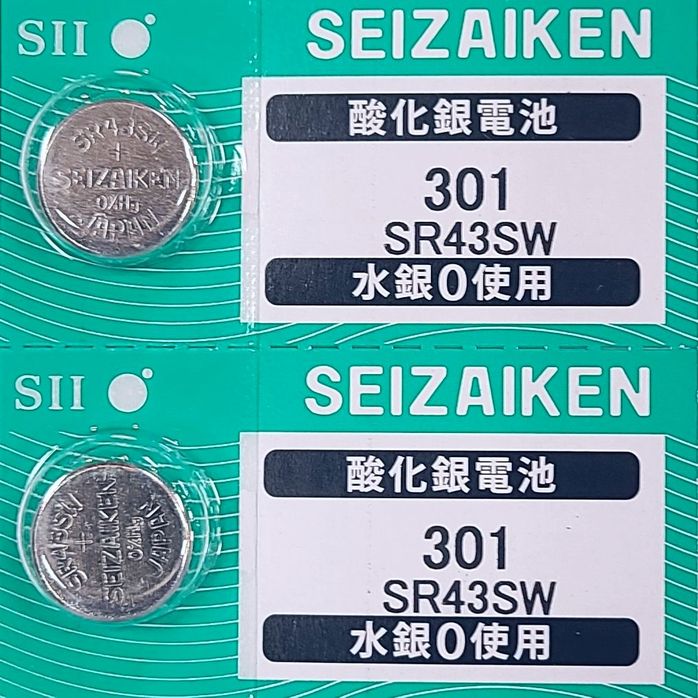 SII
SEIZAIKEN
SR43SW
+
SEIZAIKEN
0%Hg
JAPAN
酸化銀電池
301
SR43SW
水銀0使用
SII
SEIZAIKEN
SR43SW
+
SEIZAIKEN
0%Hg
JAPAN
酸化銀電池
301
SR43SW
水銀0使用